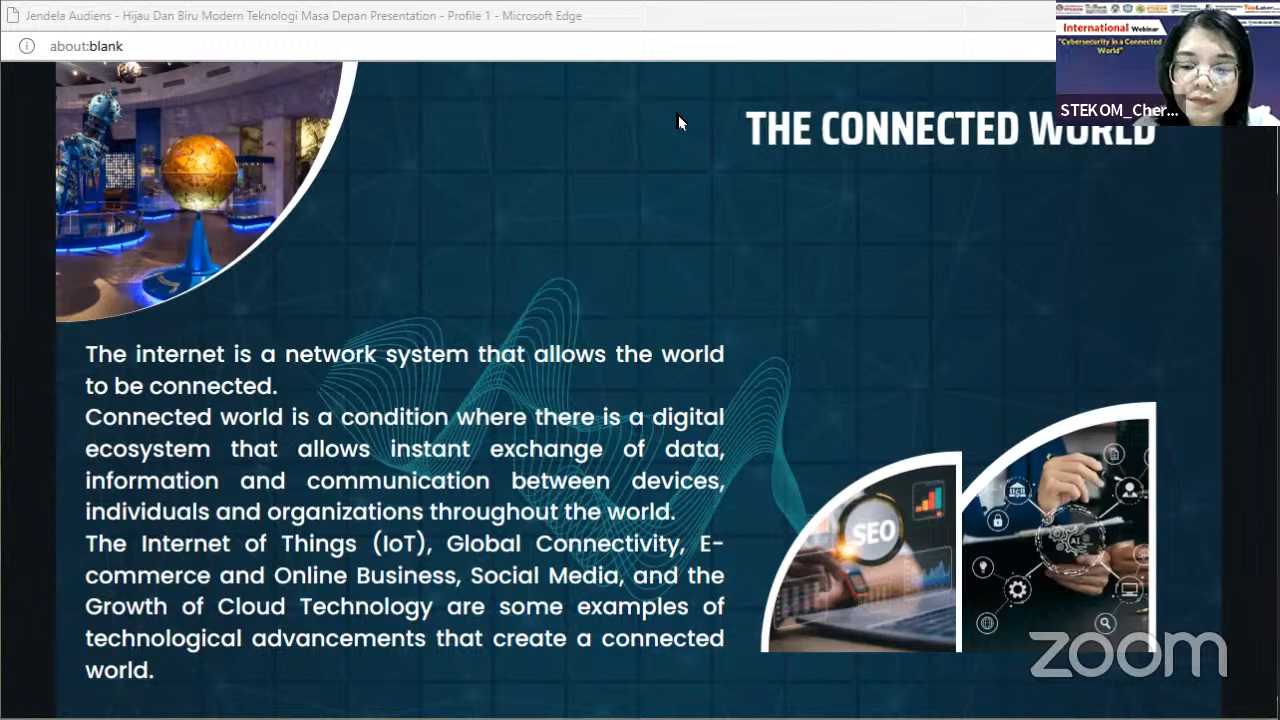 Jendela Audiens - Hijau Dan Biru Modern Teknologi Masa Depan Presentation - Profile 1 - Microsoft Edge
about:blank
International Webinar
"Cybersecurity in a Connected
World"
STEKOM_Cher...
THE CONNECTED WORLD
The internet is a network system that allows the world
to be connected.
Connected world is a condition where there is a digital
ecosystem that allows instant exchange of data,
information and communication between devices,
individuals and organizations throughout the world.
The Internet of Things (IoT), Global Connectivity, E-
commerce and Online Business, Social Media, and the
Growth of Cloud Technology are some examples of
technological advancements that create a connected
world.
SEO
AI
zoom